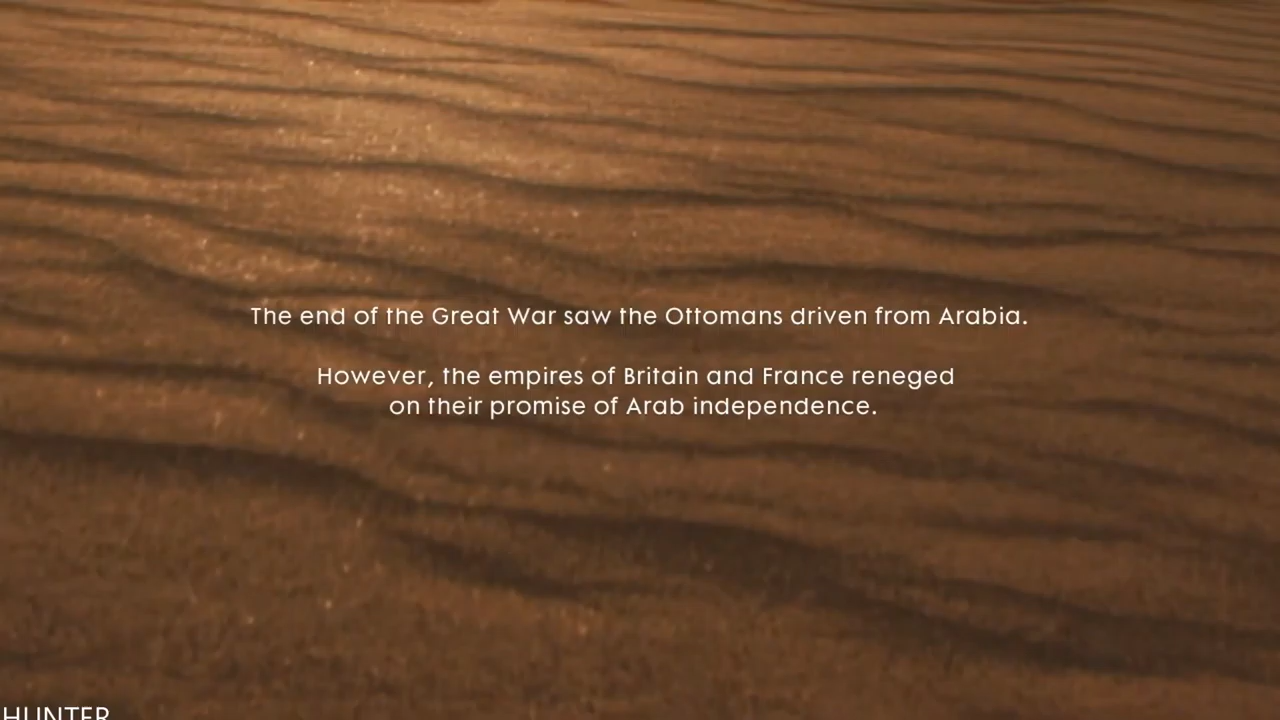 The end of the Great War saw the Ottomans driven from Arabia.
However, the empires of Britain and France reneged
on their promise of Arab independence.
HUNTER